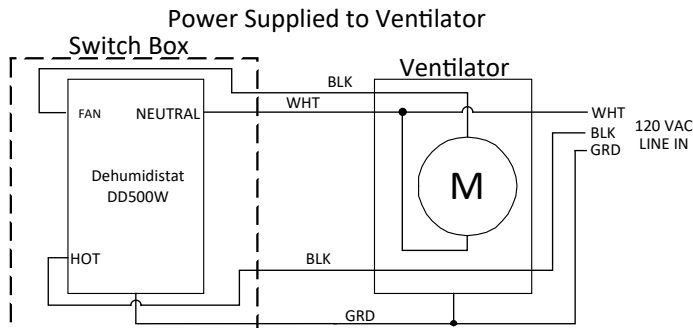 Power Supplied to Ventilator
Switch Box
Ventilator
BLK
WHT
FAN
NEUTRAL
WHT
BLK
GRD
120 VAC
LINE IN
Dehumidistat
DD500W
M
HOT
BLK
GRD